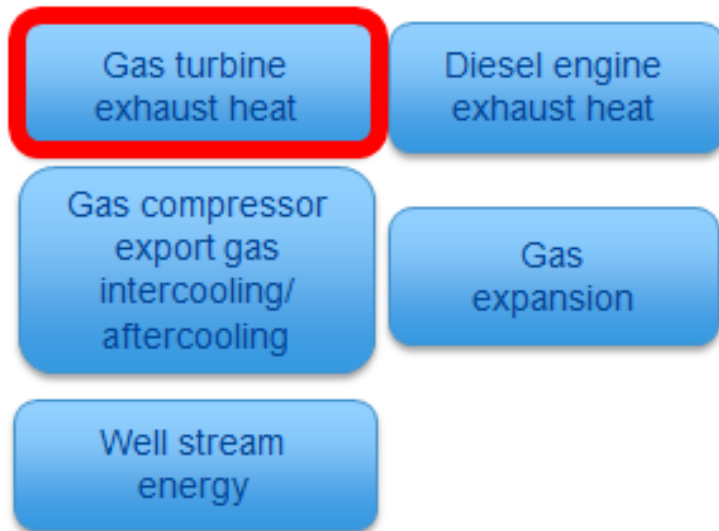 Gas turbine
exhaust heat
Diesel engine
exhaust heat
Gas compressor
export gas
intercooling/
aftercooling
Gas
expansion
Well stream
energy